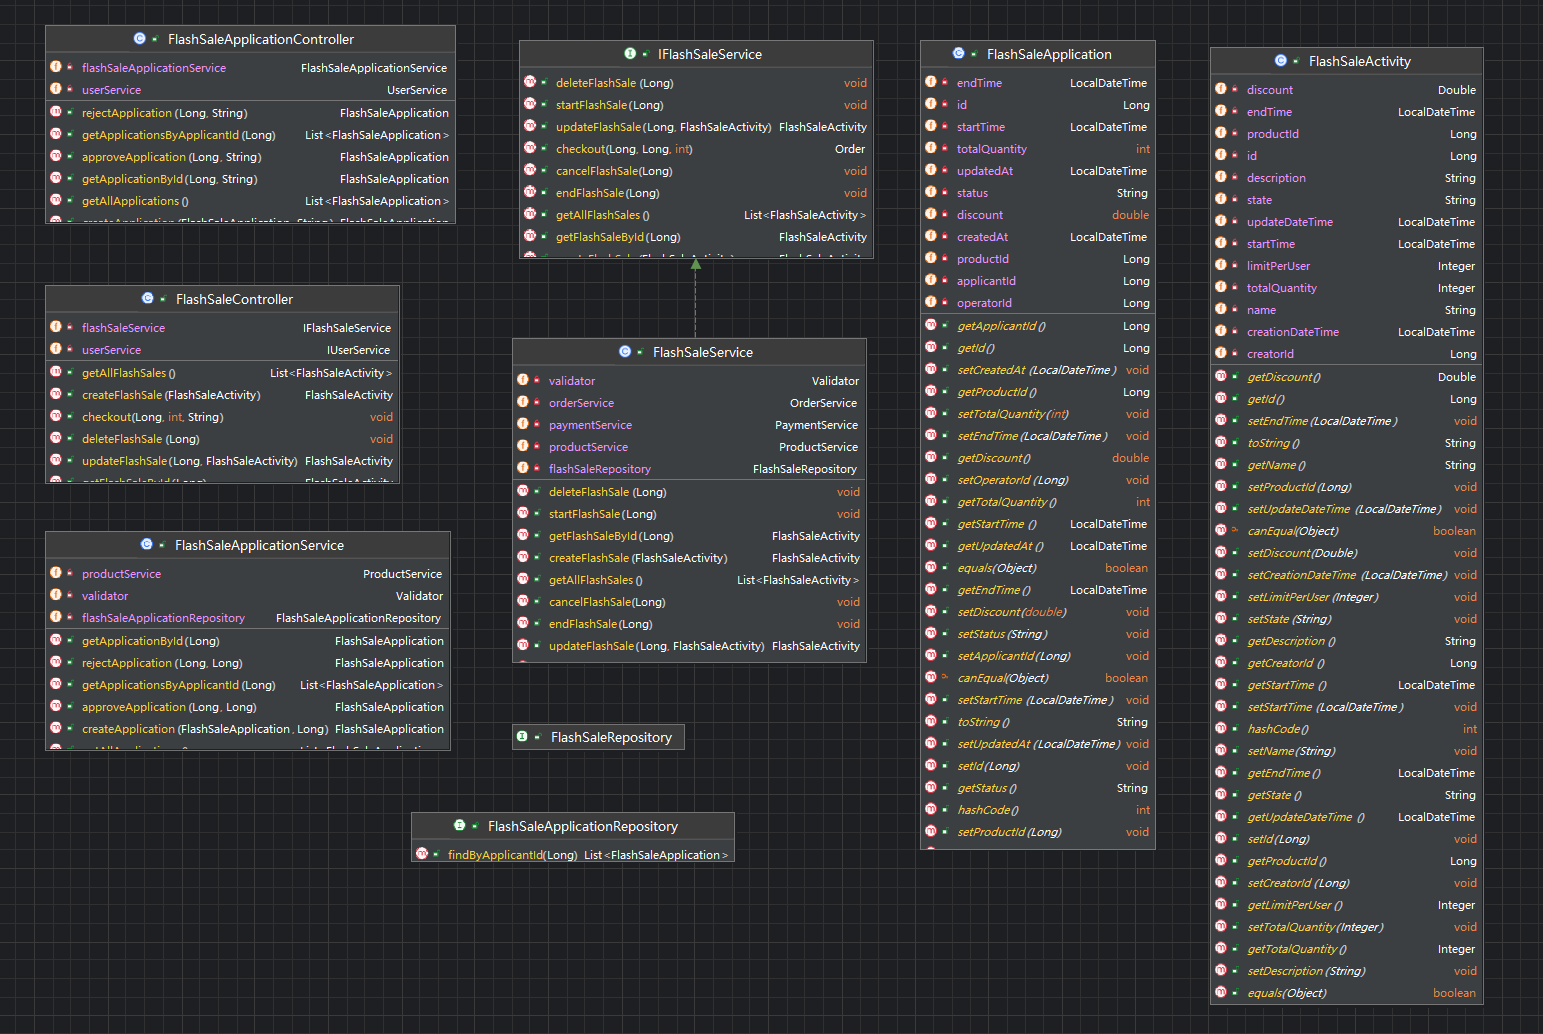 FlashSaleApplicationController
flashSaleApplicationService FlashSaleApplicationService
userService UserService
rejectApplication (Long, String) FlashSaleApplication
getApplicationsByApplicantId (Long) List<FlashSaleApplication>
approveApplication (Long, String) FlashSaleApplication
getApplicationById (Long, String) FlashSaleApplication
getAllApplications () List<FlashSaleApplication>
createApplication (FlashSaleApplication, String) FlashSaleApplication
FlashSaleController
flashSaleService IFlashSaleService
userService IUserService
getAllFlashSales () List<FlashSaleActivity>
createFlashSale (FlashSaleActivity) FlashSaleActivity
checkout(Long, int, String) void
deleteFlashSale (Long) void
updateFlashSale (Long, FlashSaleActivity) FlashSaleActivity
getFlashSaleById (Long) FlashSaleActivity
FlashSaleApplicationService
productService ProductService
validator Validator
flashSaleApplicationRepository FlashSaleApplicationRepository
getApplicationById (Long) FlashSaleApplication
rejectApplication (Long, Long) FlashSaleApplication
getApplicationsByApplicantId (Long) List<FlashSaleApplication>
approveApplication (Long, Long) FlashSaleApplication
createApplication (FlashSaleApplication, Long) FlashSaleApplication
IFlashSaleService
deleteFlashSale (Long) void
startFlashSale (Long) void
updateFlashSale (Long, FlashSaleActivity) FlashSaleActivity
checkout(Long, Long, int) Order
cancelFlashSale(Long) void
endFlashSale (Long) void
getAllFlashSales () List<FlashSaleActivity>
getFlashSaleById (Long) FlashSaleActivity
FlashSaleService
validator Validator
orderService OrderService
paymentService PaymentService
productService ProductService
flashSaleRepository FlashSaleRepository
deleteFlashSale (Long) void
startFlashSale (Long) void
getFlashSaleById (Long) FlashSaleActivity
createFlashSale (FlashSaleActivity) FlashSaleActivity
getAllFlashSales () List<FlashSaleActivity>
cancelFlashSale(Long) void
endFlashSale (Long) void
updateFlashSale (Long, FlashSaleActivity) FlashSaleActivity
FlashSaleRepository
FlashSaleApplicationRepository
findByApplicantId(Long) List<FlashSaleApplication>
FlashSaleApplication
endTime LocalDateTime
id Long
startTime LocalDateTime
totalQuantity int
updatedAt LocalDateTime
status String
discount double
createdAt LocalDateTime
productId Long
applicantId Long
operatorId Long
getApplicantId () Long
getId () Long
setCreatedAt (LocalDateTime) void
getProductId () Long
setTotalQuantity (int) void
setEndTime (LocalDateTime) void
getDiscount() double
setOperatorId (Long) void
getTotalQuantity () int
getStartTime () LocalDateTime
getUpdatedAt () LocalDateTime
equals(Object) boolean
getEndTime () LocalDateTime
setDiscount(double) void
setStatus (String) void
setApplicantId (Long) void
canEqual(Object) boolean
setStartTime (LocalDateTime) void
toString () String
setUpdatedAt (LocalDateTime) void
setId (Long) void
getStatus () String
hashCode () int
setProductId (Long) void
FlashSaleActivity
discount Double
endTime LocalDateTime
productId Long
id Long
description String
state String
updateDateTime LocalDateTime
startTime LocalDateTime
limitPerUser Integer
totalQuantity Integer
name String
creationDateTime LocalDateTime
creatorId Long
getDiscount() Double
getId() Long
setEndTime (LocalDateTime) void
toString () String
getName () String
setProductId (Long) void
setUpdateDateTime (LocalDateTime) void
canEqual(Object) boolean
setDiscount(Double) void
setCreationDateTime (LocalDateTime) void
setLimitPerUser (Integer) void
setState (String) void
getDescription () String
getCreatorId () Long
getStartTime () LocalDateTime
setStartTime (LocalDateTime) void
hashCode() int
setName (String) void
getEndTime () LocalDateTime
getState () String
getUpdateDateTime () LocalDateTime
setId (Long) void
getProductId () Long
setCreatorId (Long) void
getLimitPerUser () Integer
setTotalQuantity (Integer) void
getTotalQuantity () Integer
setDescription (String) void
equals(Object) boolean